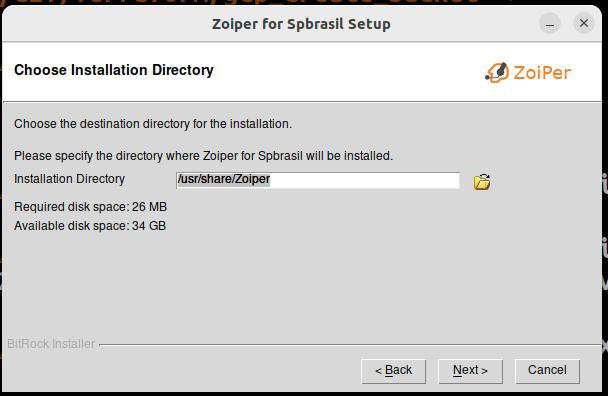 Zoiper for Spbrasil Setup
Choose Installation Directory
ZoiPer
Choose the destination directory for the installation.
Please specify the directory where Zoiper for Spbrasil will be installed.
Installation Directory /usr/share/Zoiper
Required disk space: 26 MB
Available disk space: 34 GB
BitRock Installer
< Back Next > Cancel